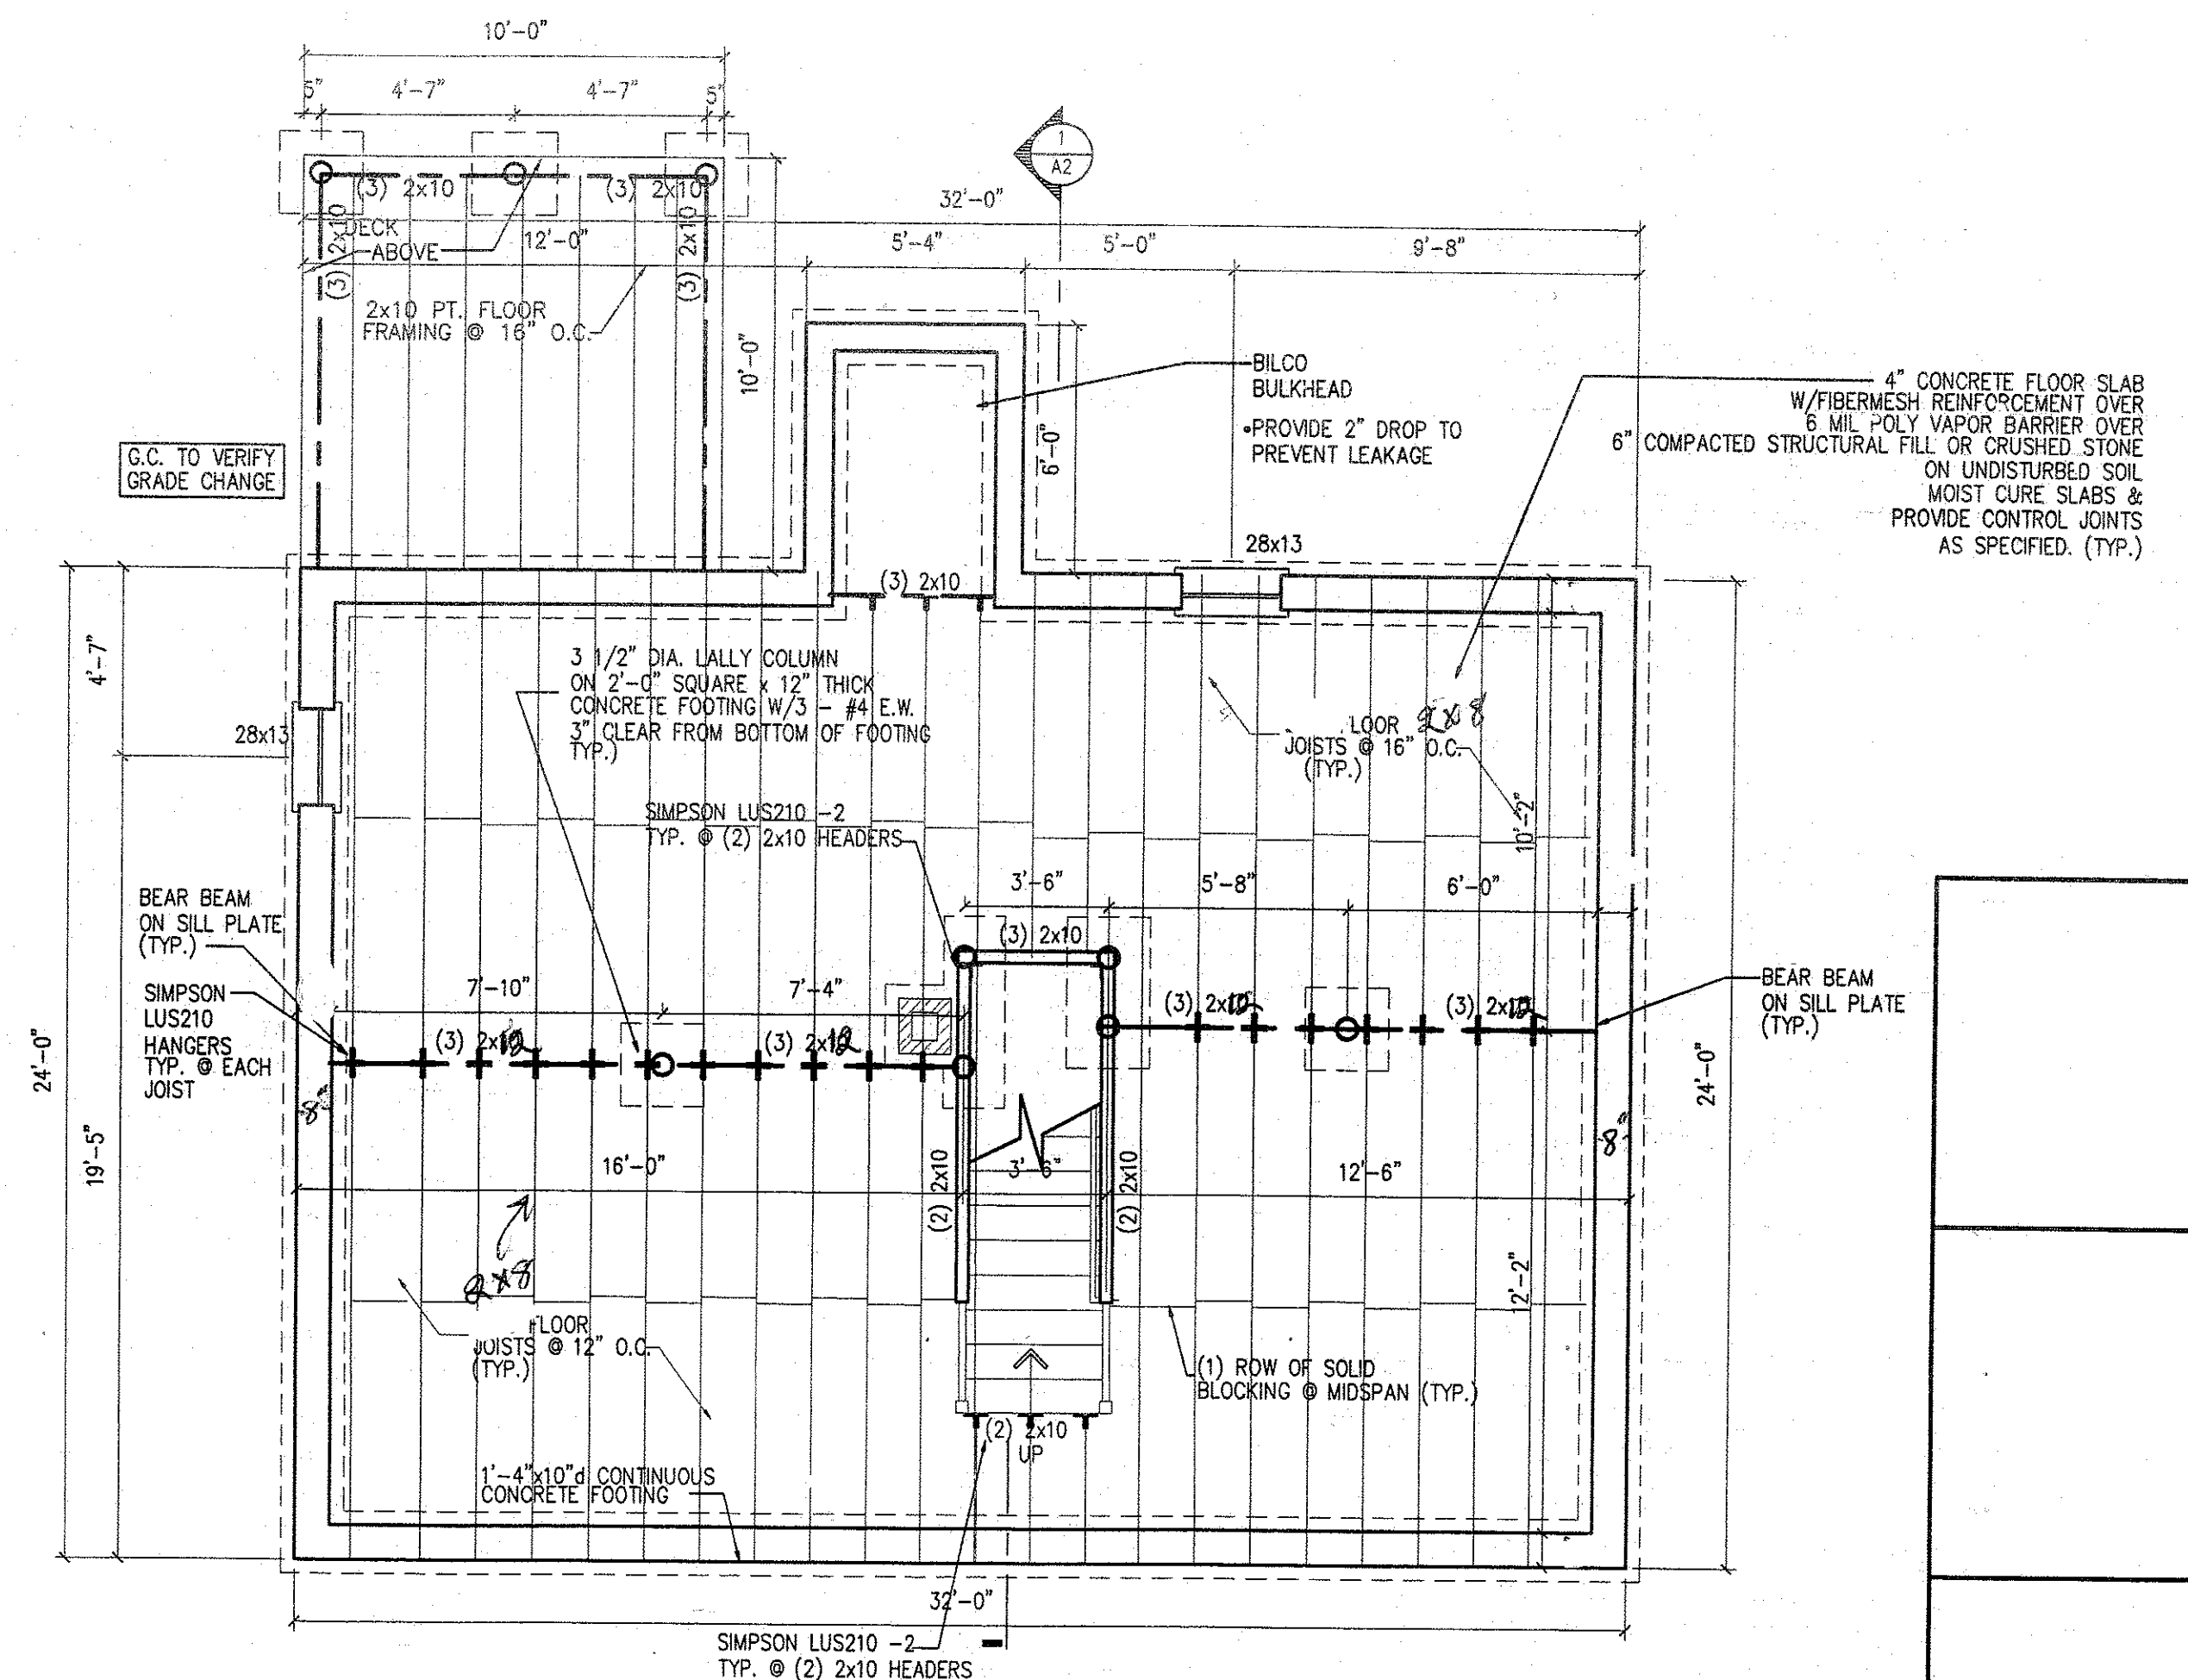 10'-0"
5" 4'-7" 4'-7" 5"
1
A2
(3) 2x10 (3) 2x10
32'-0"
(3) 2x10
(3) 2x10
DECK
ABOVE
12'-0" 5'-4" 5'-0" 9'-8"
2x10 PT. FLOOR
FRAMING @ 16" O.C.
10'-0"
6'-0"
BILCO
BULKHEAD
•PROVIDE 2" DROP TO
PREVENT LEAKAGE
4" CONCRETE FLOOR SLAB
W/FIBERMESH REINFORCEMENT OVER
6 MIL POLY VAPOR BARRIER OVER
6" COMPACTED STRUCTURAL FILL OR CRUSHED STONE
ON UNDISTURBED SOIL
MOIST CURE SLABS &
PROVIDE CONTROL JOINTS
AS SPECIFIED. (TYP.)
G.C. TO VERIFY
GRADE CHANGE
28x13
(3) 2x10
4'-7"
3 1/2" DIA. LALLY COLUMN
ON 2'-0" SQUARE x 12" THICK
CONCRETE FOOTING W/3 - #4 E.W.
3" CLEAR FROM BOTTOM OF FOOTING
TYP.)
28x13
LOOR 2x8
JOISTS @ 16" O.C.
(TYP.)
10'-2"
SIMPSON LUS210 -2
TYP. @ (2) 2x10 HEADERS
3'-6" 5'-8" 6'-0"
BEAR BEAM
ON SILL PLATE
(TYP.)
(3) 2x10
7'-10" 7'-4"
(3) 2x12 (3) 2x12
BEAR BEAM
ON SILL PLATE
(TYP.)
SIMPSON
LUS210
HANGERS
TYP. @ EACH
JOIST
(3) 2x12 (3) 2x12
24'-0"
24'-0"
8"
8"
19'-5"
16'-0" 3'-6" 12'-6"
(2) 2x10
(2) 2x10
2x8
12'-2"
FLOOR
JOISTS @ 12" O.C.
(TYP.)
(1) ROW OF SOLID
BLOCKING @ MIDSPAN (TYP.)
(2) 2x10
UP
1'-4"x10"d CONTINUOUS
CONCRETE FOOTING
32'-0"
SIMPSON LUS210 -2
TYP. @ (2) 2x10 HEADERS